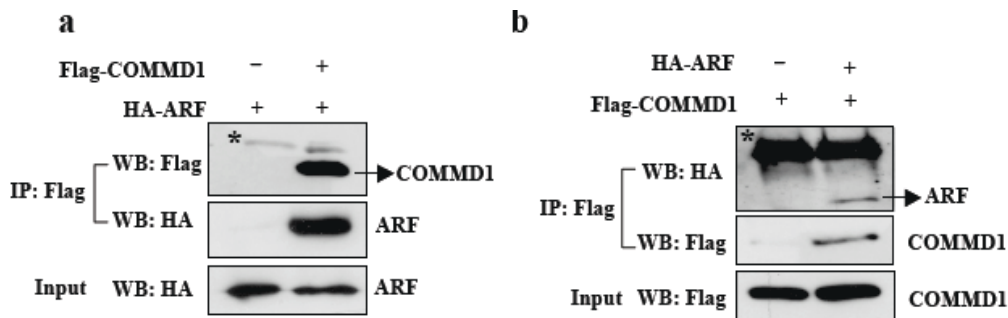 a
Flag-COMMD1 – +
HA-ARF + +
*
WB: Flag
COMMD1
IP: Flag
WB: HA
ARF
Input WB: HA ARF
b
HA-ARF – +
Flag-COMMD1 + +
*
WB: HA
ARF
IP: Flag
WB: Flag
COMMD1
Input WB: Flag COMMD1